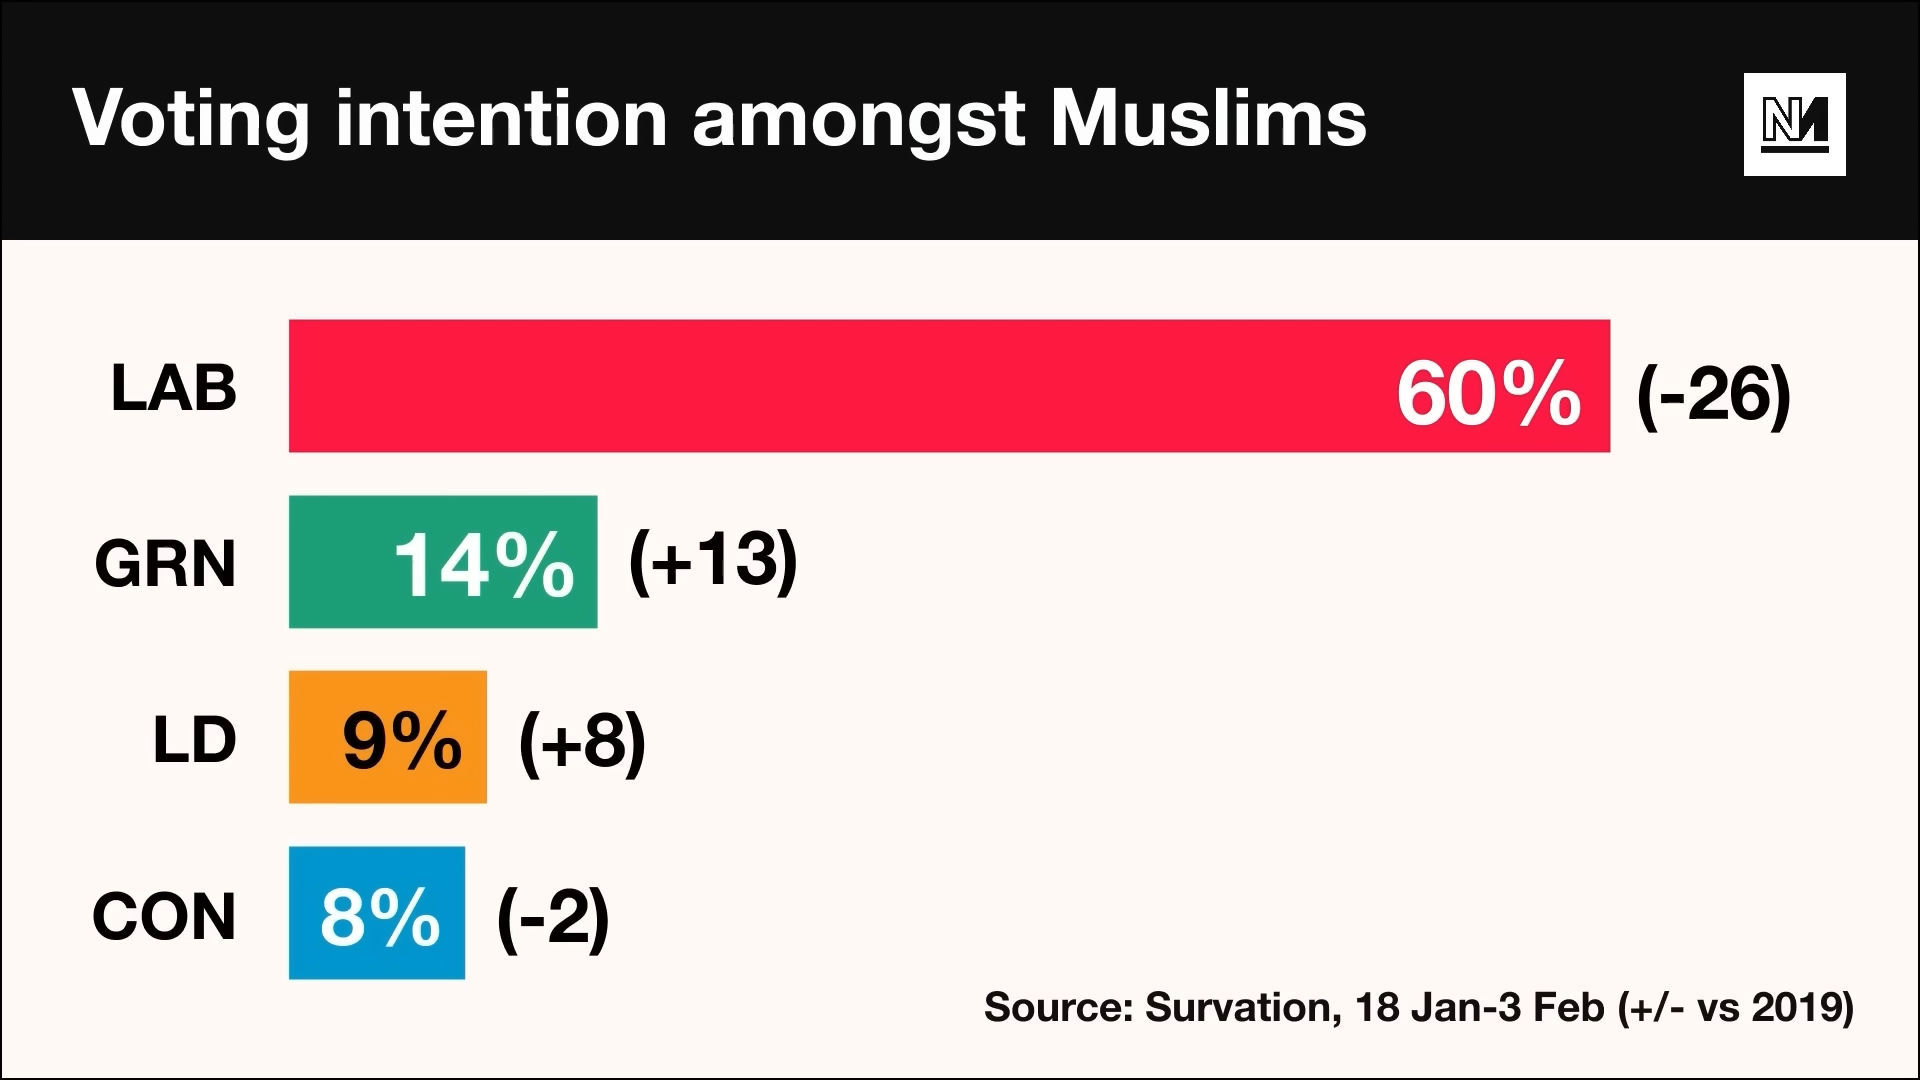 Voting intention amongst Muslims
NM
LAB 60% (-26)
GRN 14% (+13)
LD 9% (+8)
CON 8% (-2)
Source: Survation, 18 Jan-3 Feb (+/- vs 2019)